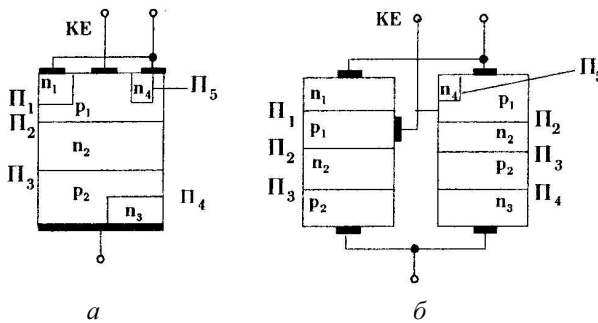 КЕ
n₁
n₄
П₅
П₁
p₁
П₂
n₂
П₃
p₂
П₄
n₃
а
КЕ
n₁
П₁
p₁
П₂
n₂
П₃
p₂
n₄
П₅
p₁
П₂
n₂
П₃
p₂
П₄
n₃
б